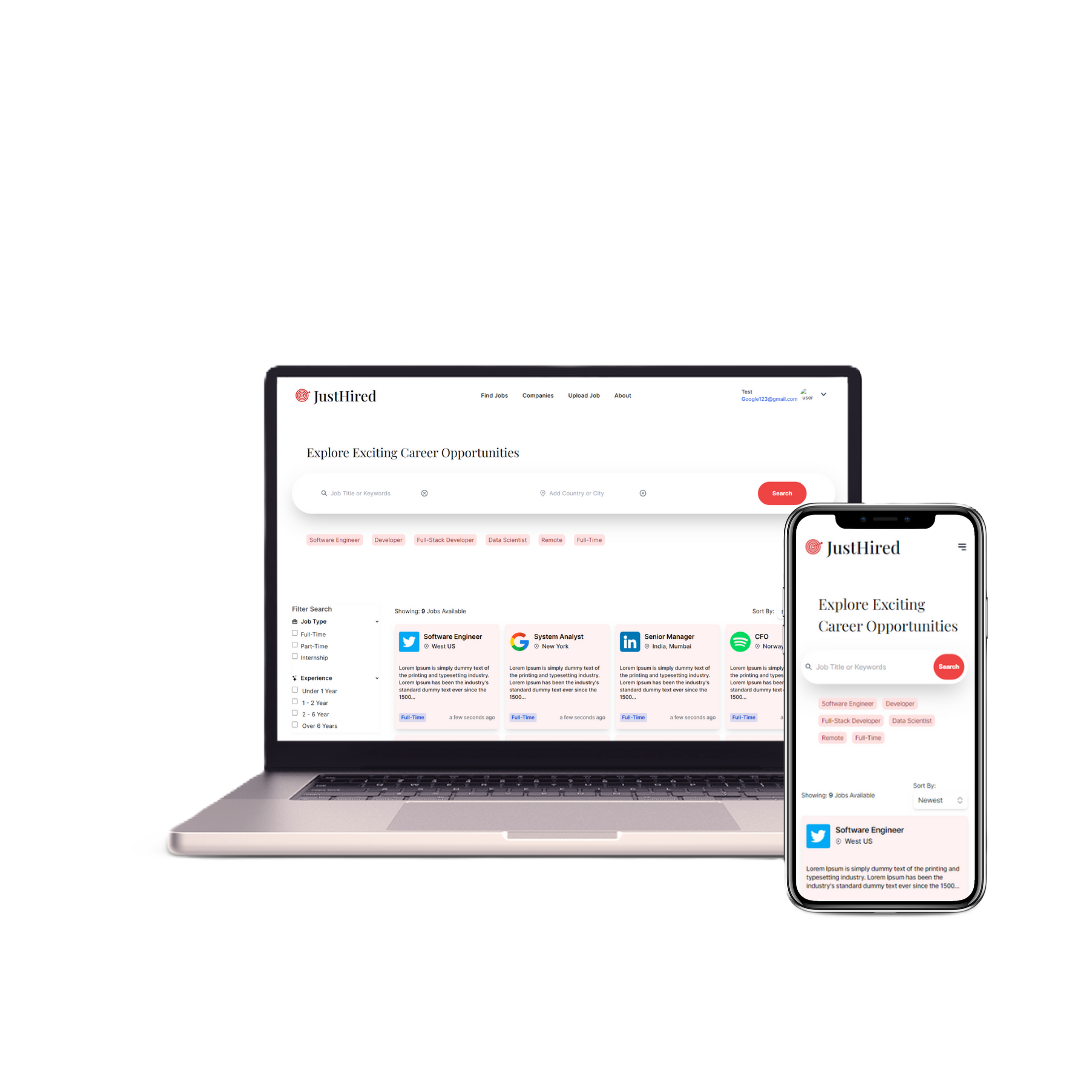 JustHired
Find Jobs Companies Upload Job About
Test
Google123@gmail.com
user
Explore Exciting Career Opportunities
Job Title or Keywords Add Country or City Search
Software Engineer Developer Full-Stack Developer Data Scientist Remote Full-Time
Filter Search
Job Type
Full-Time
Part-Time
Internship
Experience
Under 1 Year
1 - 2 Year
2 - 6 Year
Over 6 Years
Showing: 9 Jobs Available Sort By:
Software Engineer
West US
Lorem Ipsum is simply dummy text of
the printing and typesetting industry.
Lorem Ipsum has been the industry's
standard dummy text ever since the
1500...
Full-Time a few seconds ago
System Analyst
New York
Lorem Ipsum is simply dummy text of
the printing and typesetting industry.
Lorem Ipsum has been the industry's
standard dummy text ever since the
1500...
Full-Time a few seconds ago
in
Senior Manager
India, Mumbai
Lorem Ipsum is simply dummy text of
the printing and typesetting industry.
Lorem Ipsum has been the industry's
standard dummy text ever since the
1500...
Full-Time a few seconds ago
CFO
Norway
Lorem Ipsum is simply
the printing and typese
Lorem Ipsum has been
standard dummy text e
1500...
Full-Time a
JustHired
Explore Exciting
Career Opportunities
Job Title or Keywords Search
Software Engineer Developer
Full-Stack Developer Data Scientist
Remote Full-Time
Sort By:
Showing: 9 Jobs Available
Newest
Software Engineer
West US
Lorem Ipsum is simply dummy text of the printing and
typesetting industry. Lorem Ipsum has been the
industry's standard dummy text ever since the 1500...